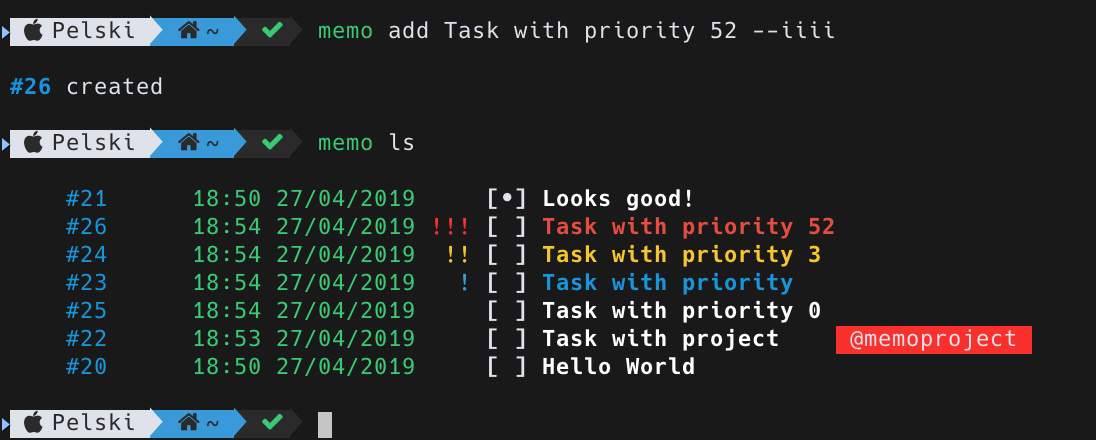 Pelski ~ memo add Task with priority 52 --iiii
#26 created
Pelski ~ memo ls
#21 18:50 27/04/2019 [•] Looks good!
#26 18:54 27/04/2019 !!! [ ] Task with priority 52
#24 18:54 27/04/2019 !! [ ] Task with priority 3
#23 18:54 27/04/2019 ! [ ] Task with priority
#25 18:54 27/04/2019 [ ] Task with priority 0
#22 18:53 27/04/2019 [ ] Task with project @memoproject
#20 18:50 27/04/2019 [ ] Hello World
Pelski ~